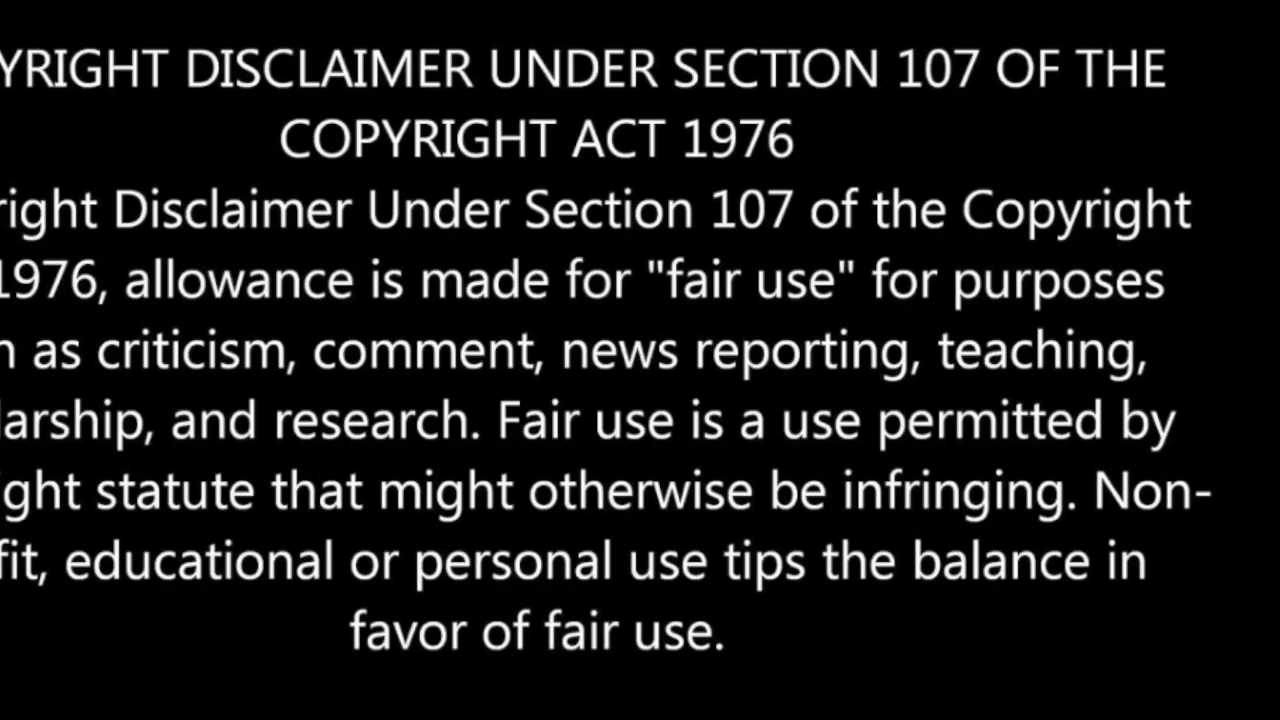 YRIGHT DISCLAIMER UNDER SECTION 107 OF THE
COPYRIGHT ACT 1976
right Disclaimer Under Section 107 of the Copyright
1976, allowance is made for "fair use" for purposes
h as criticism, comment, news reporting, teaching,
larship, and research. Fair use is a use permitted by
ight statute that might otherwise be infringing. Non-
fit, educational or personal use tips the balance in
favor of fair use.